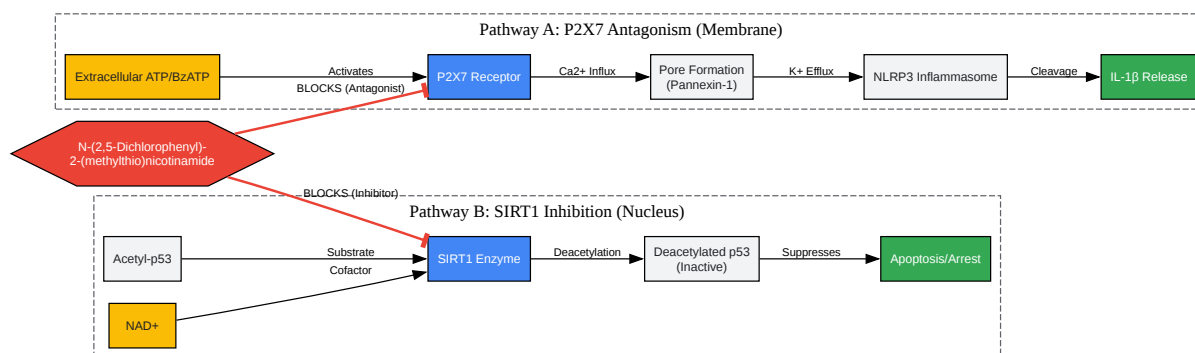 Pathway A: P2X7 Antagonism (Membrane)
Extracellular ATP/BzATP
Activates
P2X7 Receptor
Ca2+ Influx
Pore Formation
(Pannexin-1)
K+ Efflux
NLRP3 Inflammasome
Cleavage
IL-1β Release
BLOCKS (Antagonist)
N-(2,5-Dichlorophenyl)-
2-(methylthio)nicotinamide
BLOCKS (Inhibitor)
Pathway B: SIRT1 Inhibition (Nucleus)
Acetyl-p53
Substrate
SIRT1 Enzyme
Deacetylation
Deacetylated p53
(Inactive)
Suppresses
Apoptosis/Arrest
Cofactor
NAD+